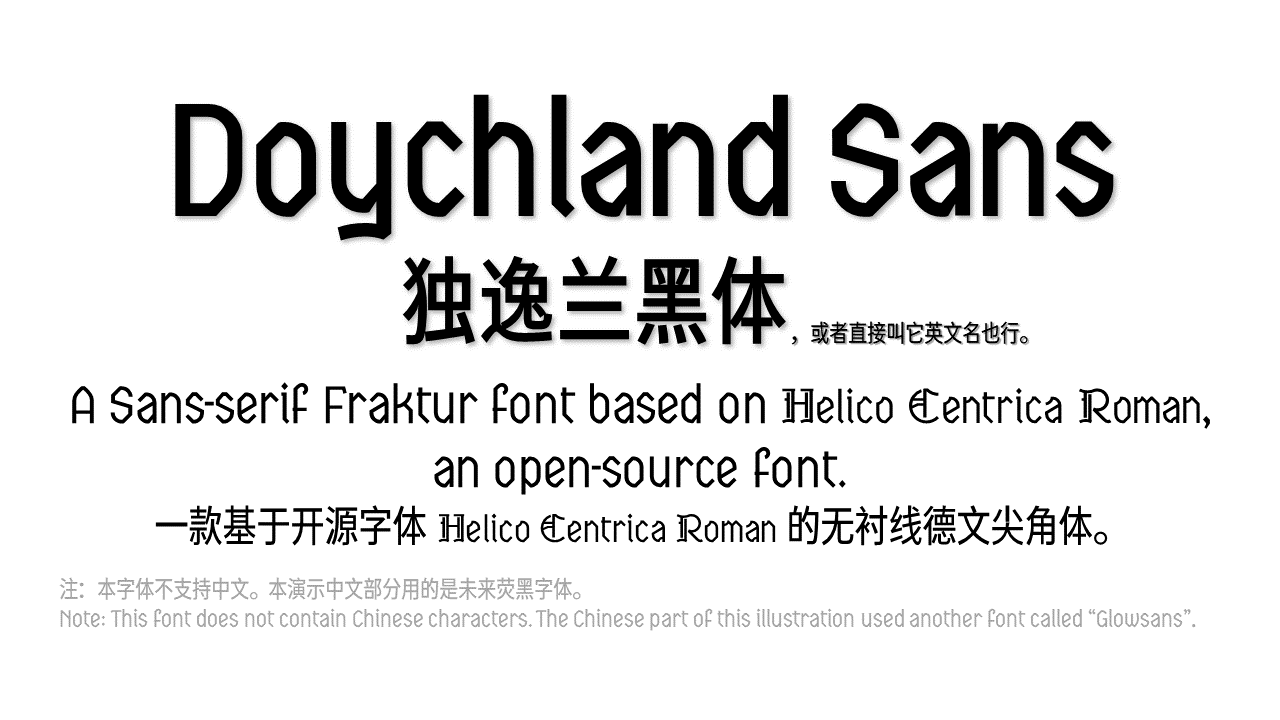 Doychland Sans
独逸兰黑体，或者直接叫它英文名也行。
A Sans-serif Fraktur font based on Helico Centrica Roman,
an open-source font.
一款基于开源字体 Helico Centrica Roman 的无衬线德文尖角体。
注：本字体不支持中文。本演示中文部分用的是未来荧黑字体。
Note: This font does not contain Chinese characters. The Chinese part of this illustration used another font called “Glowsans”.